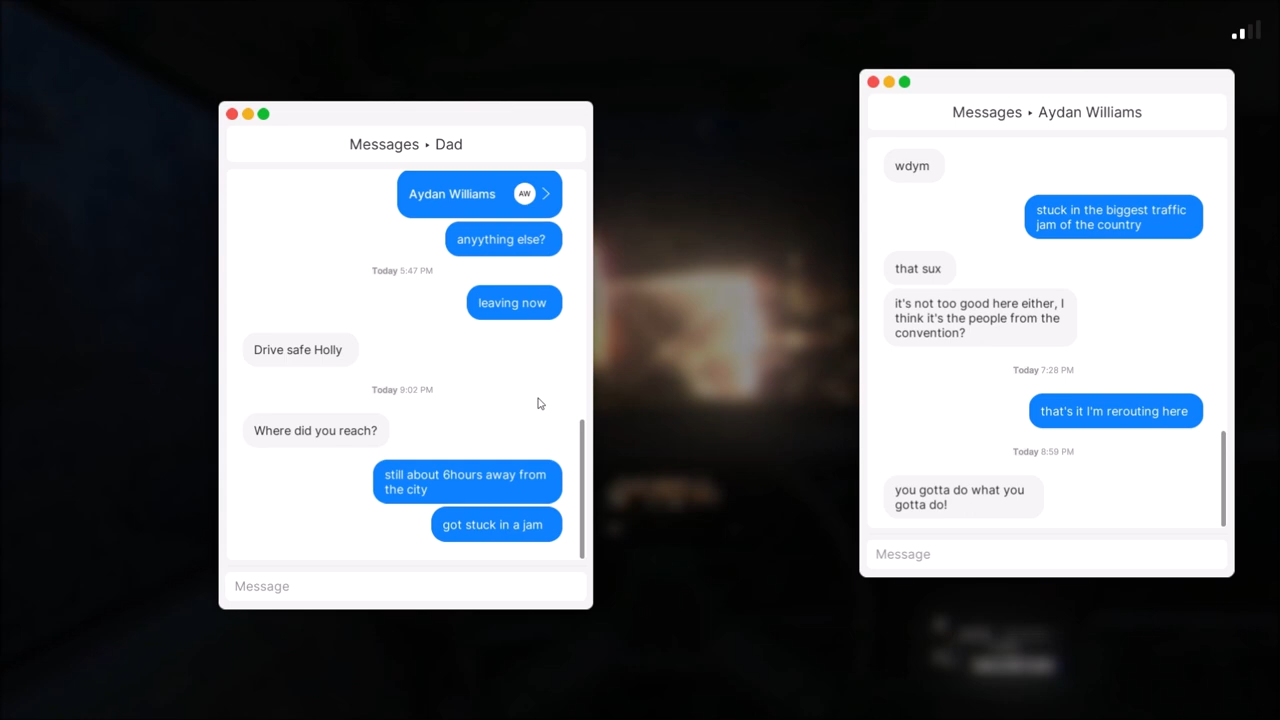 Messages ‣ Dad
Aydan Williams AW
anyything else?
Today 5:47 PM
leaving now
Drive safe Holly
Today 9:02 PM
Where did you reach?
still about 6hours away from
the city
got stuck in a jam
Message
Messages ‣ Aydan Williams
wdym
stuck in the biggest traffic
jam of the country
that sux
it's not too good here either, I
think it's the people from the
convention?
Today 7:28 PM
that's it I'm rerouting here
Today 8:59 PM
you gotta do what you
gotta do!
Message